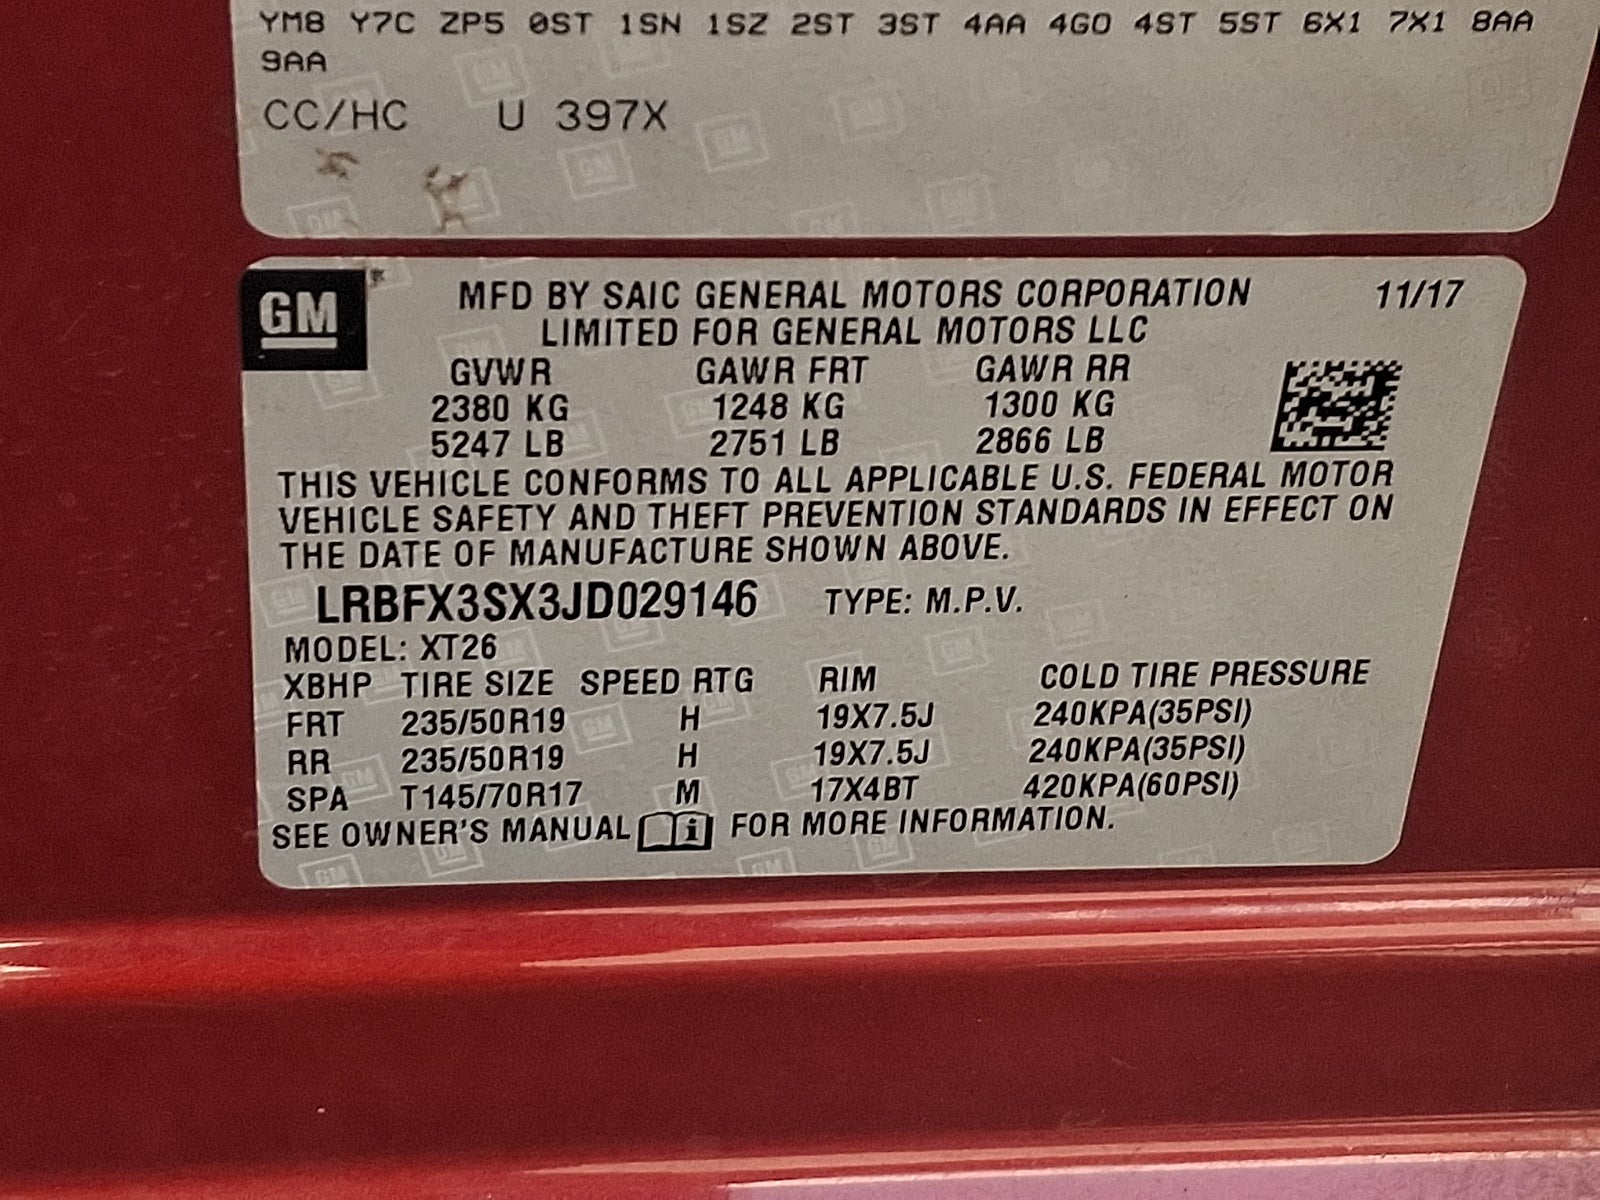 YM8 Y7C ZP5 0ST 1SN 1SZ 2ST 3ST 4AA 4GO 4ST 5ST 6X1 7X1 8AA
9AA
CC/HC U 397X
GM
MFD BY SAIC GENERAL MOTORS CORPORATION 11/17
LIMITED FOR GENERAL MOTORS LLC
GVWR GAWR FRT GAWR RR
2380 KG 1248 KG 1300 KG
5247 LB 2751 LB 2866 LB
THIS VEHICLE CONFORMS TO ALL APPLICABLE U.S. FEDERAL MOTOR
VEHICLE SAFETY AND THEFT PREVENTION STANDARDS IN EFFECT ON
THE DATE OF MANUFACTURE SHOWN ABOVE.
LRBFX3SX3JD029146 TYPE: M.P.V.
MODEL: XT26
XBHP TIRE SIZE SPEED RTG RIM COLD TIRE PRESSURE
FRT 235/50R19 H 19X7.5J 240KPA(35PSI)
RR 235/50R19 H 19X7.5J 240KPA(35PSI)
SPA T145/70R17 M 17X4BT 420KPA(60PSI)
SEE OWNER'S MANUAL i FOR MORE INFORMATION.